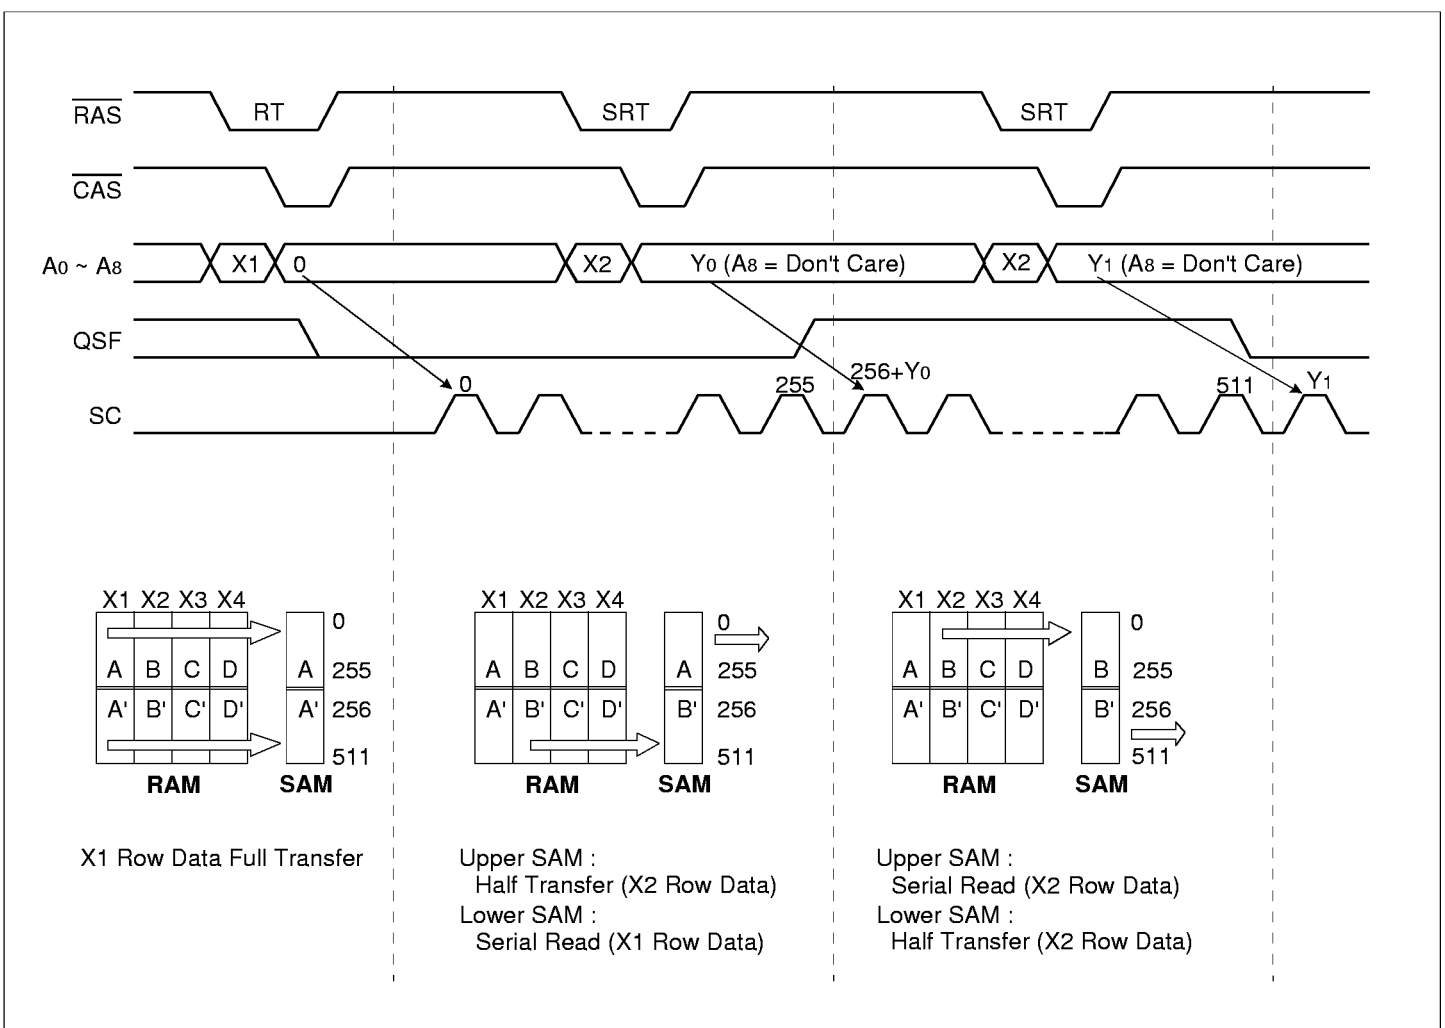 RAS RT SRT SRT
CAS
A0 ~ A8 X1 0 X2 Y0 (A8 = Don't Care) X2 Y1 (A8 = Don't Care)
QSF
SC 0 255 256+Y0 511 Y1
X1 X2 X3 X4
0
A B C D A 255
A' B' C' D' A' 256
511
RAM SAM
X1 Row Data Full Transfer
X1 X2 X3 X4
0
A B C D A 255
A' B' C' D' B' 256
511
RAM SAM
Upper SAM :
Half Transfer (X2 Row Data)
Lower SAM :
Serial Read (X1 Row Data)
X1 X2 X3 X4
0
A B C D B 255
A' B' C' D' B' 256
511
RAM SAM
Upper SAM :
Serial Read (X2 Row Data)
Lower SAM :
Half Transfer (X2 Row Data)